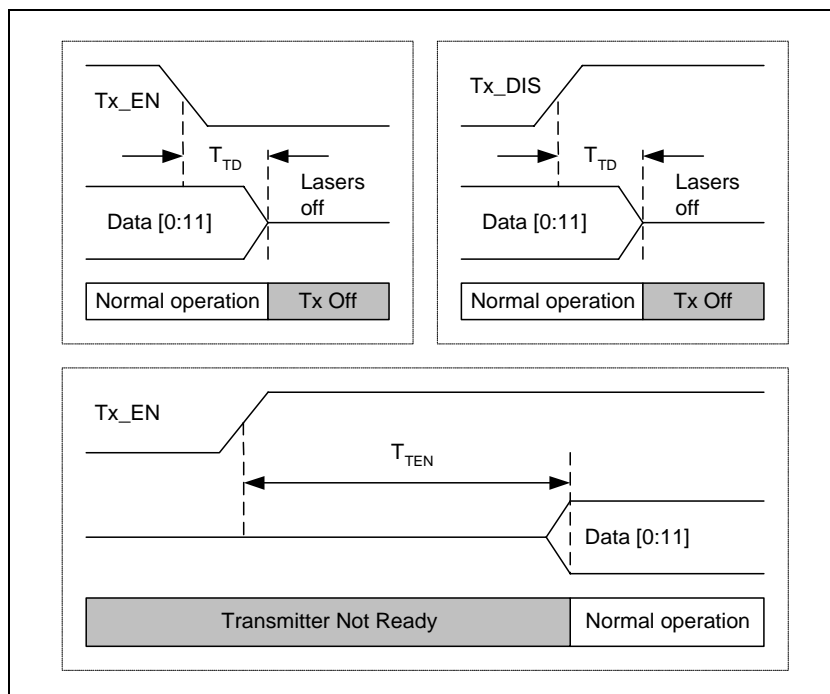 Tx_EN
T_TD
Lasers
off
Data [0:11]
Normal operation
Tx Off
Tx_DIS
T_TD
Lasers
off
Data [0:11]
Normal operation
Tx Off
Tx_EN
T_TEN
Data [0:11]
Transmitter Not Ready
Normal operation